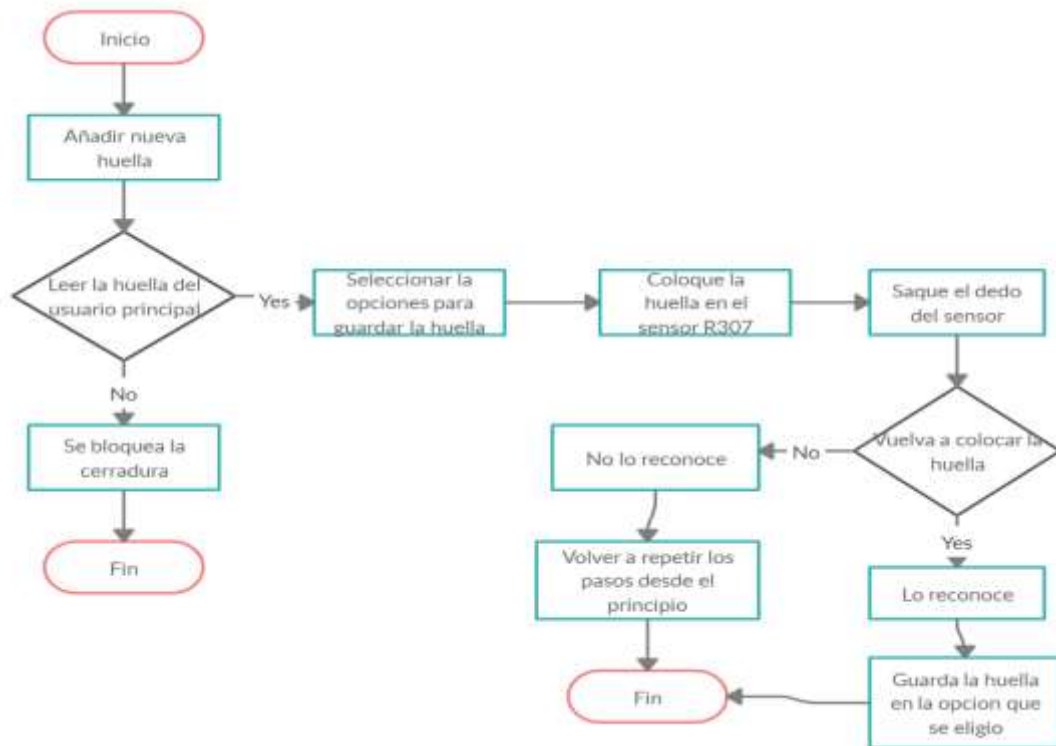 Inicio
Añadir nueva
huella
Leer la huella del
usuario principal
Yes
Seleccionar la
opciones para
guardar la huella
Coloque la
huella en el
sensor R307
Saque el dedo
del sensor
No
Se bloquea la
cerradura
Fin
Vuelva a colocar la
huella
No
No lo reconoce
Volver a repetir los
pasos desde el
principio
Yes
Lo reconoce
Guarda la huella
en la opcion que
se eligio
Fin